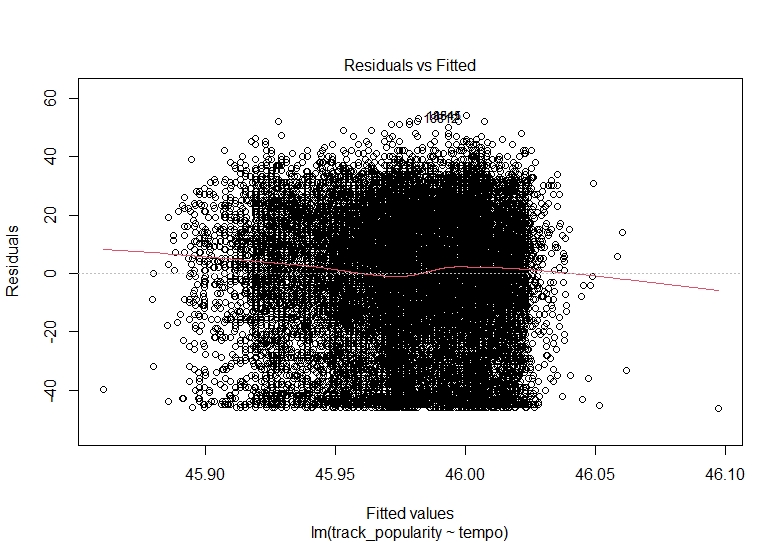 Residuals vs Fitted
60
40
20
0
-20
-40
Residuals
45.90 45.95 46.00 46.05 46.10
Fitted values
lm(track_popularity ~ tempo)